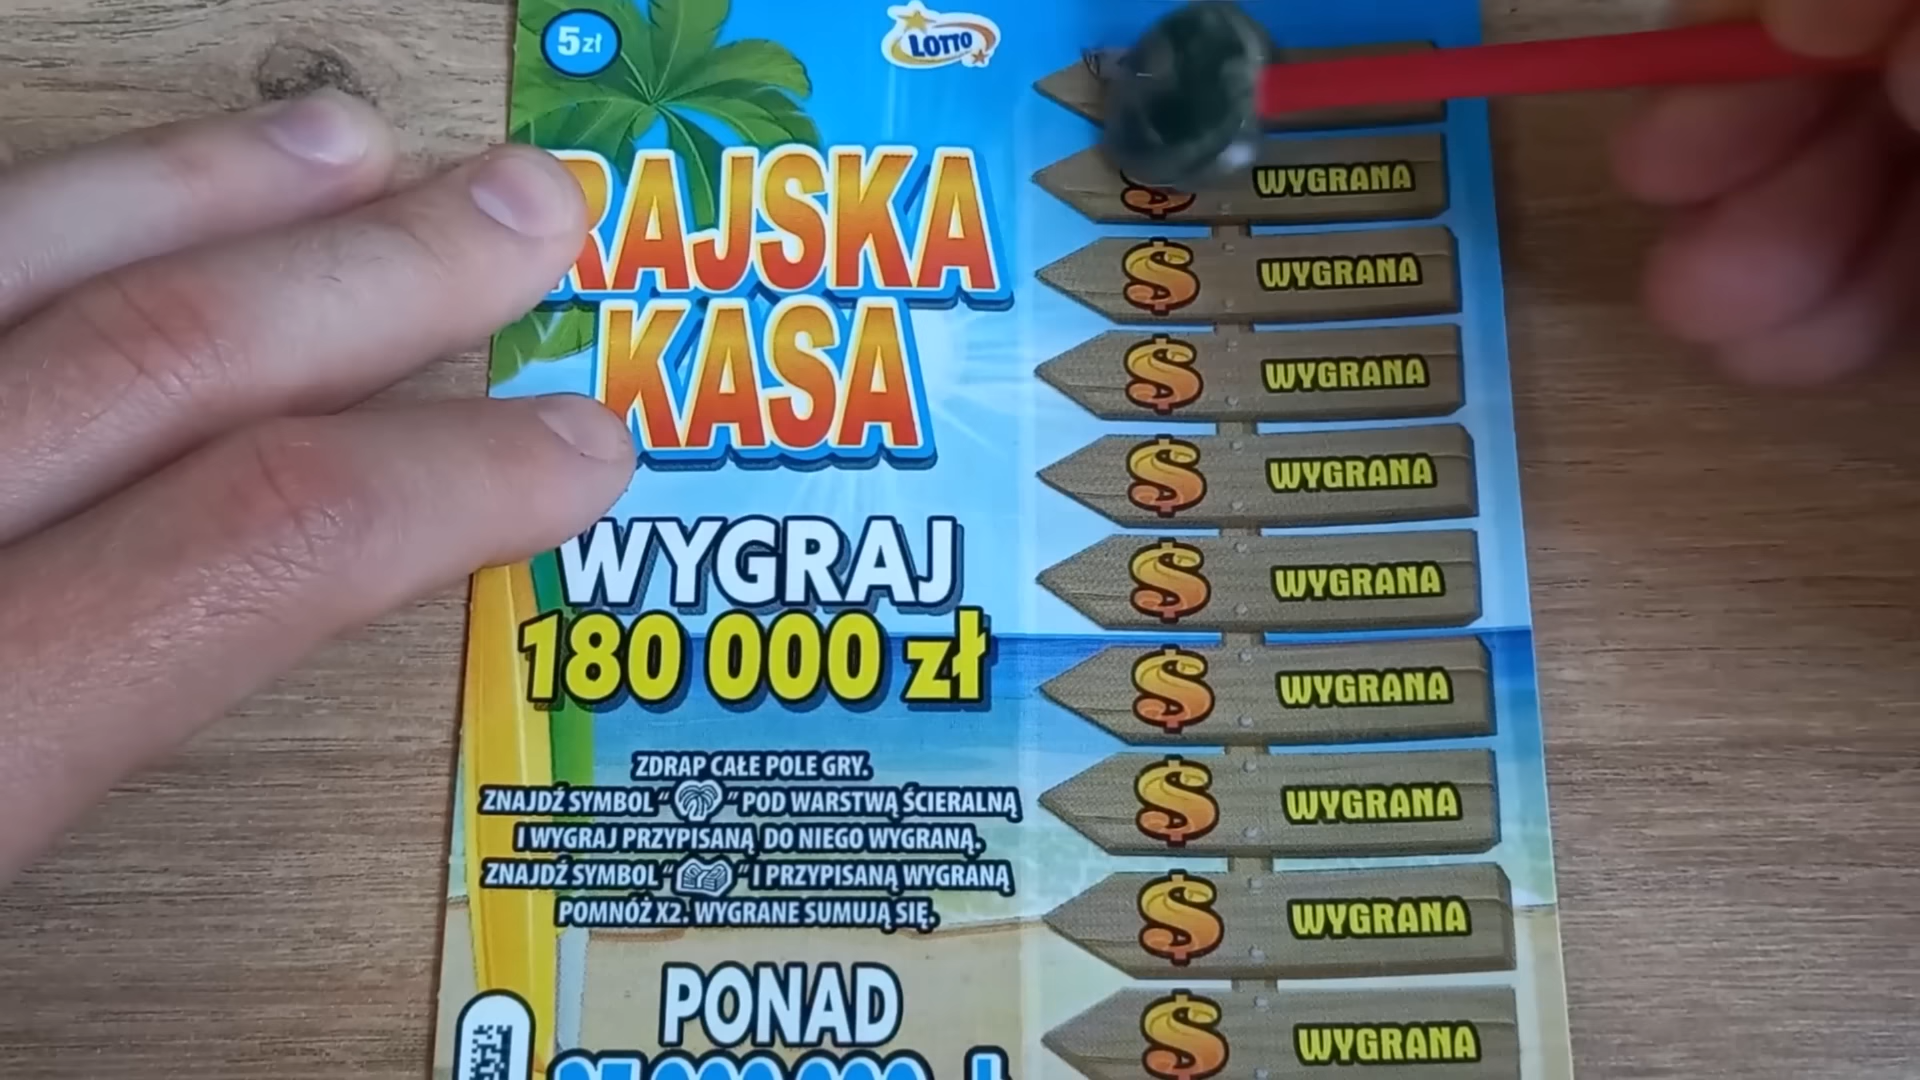 5zł
LOTTO
RAJSKA
KASA
WYGRAJ
180 000 zł
ZDRAP CAŁE POLE GRY.
ZNAJDŹ SYMBOL “ ” POD WARSTWĄ ŚCIERALNĄ
I WYGRAJ PRZYPISANĄ DO NIEGO WYGRANĄ.
ZNAJDŹ SYMBOL “ ” I PRZYPISANĄ WYGRANĄ
POMNÓŻ X2. WYGRANE SUMUJĄ SIĘ.
PONAD
$ WYGRANA
$ WYGRANA
$ WYGRANA
$ WYGRANA
$ WYGRANA
$ WYGRANA
$ WYGRANA
$ WYGRANA
$ WYGRANA